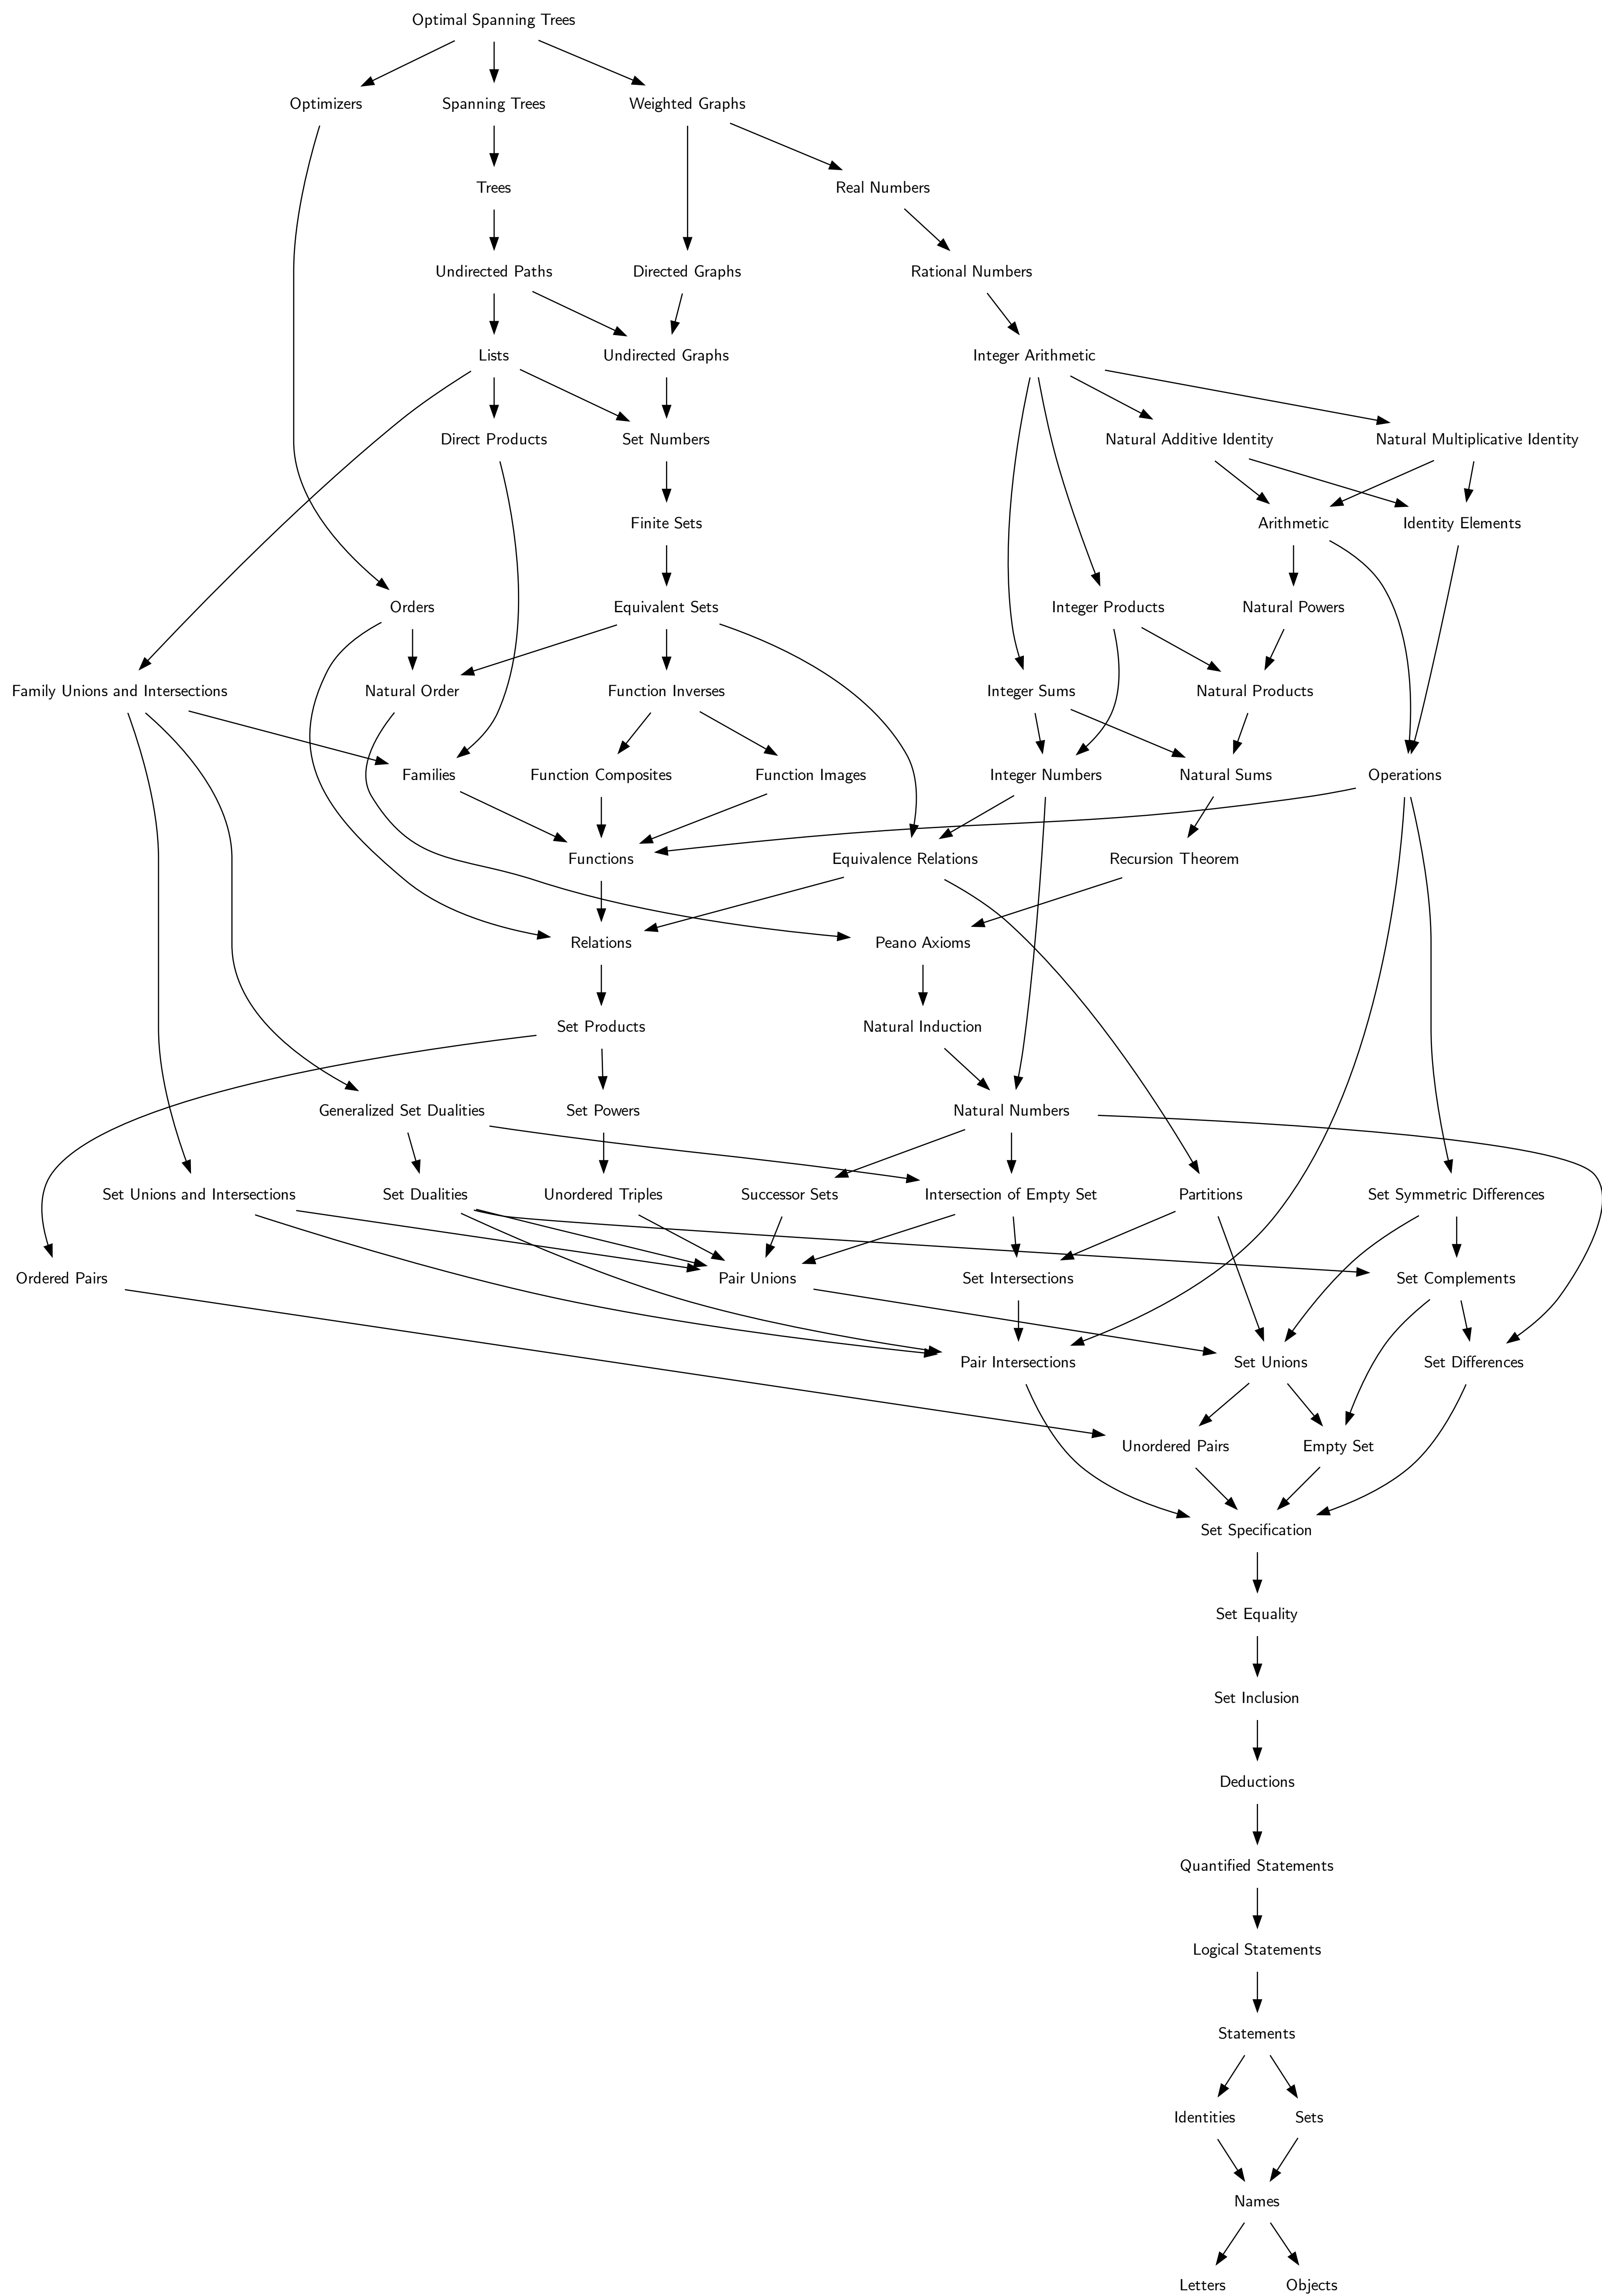 Optimal Spanning Trees
Optimizers
Spanning Trees
Weighted Graphs
Trees
Real Numbers
Undirected Paths
Directed Graphs
Rational Numbers
Lists
Undirected Graphs
Integer Arithmetic
Direct Products
Set Numbers
Natural Additive Identity
Natural Multiplicative Identity
Finite Sets
Arithmetic
Identity Elements
Orders
Equivalent Sets
Integer Products
Natural Powers
Family Unions and Intersections
Natural Order
Function Inverses
Integer Sums
Natural Products
Families
Function Composites
Function Images
Integer Numbers
Natural Sums
Operations
Functions
Equivalence Relations
Recursion Theorem
Relations
Peano Axioms
Set Products
Natural Induction
Generalized Set Dualities
Set Powers
Natural Numbers
Set Unions and Intersections
Set Dualities
Unordered Triples
Successor Sets
Intersection of Empty Set
Partitions
Set Symmetric Differences
Ordered Pairs
Pair Unions
Set Intersections
Set Complements
Pair Intersections
Set Unions
Set Differences
Unordered Pairs
Empty Set
Set Specification
Set Equality
Set Inclusion
Deductions
Quantified Statements
Logical Statements
Statements
Identities
Sets
Names
Letters
Objects